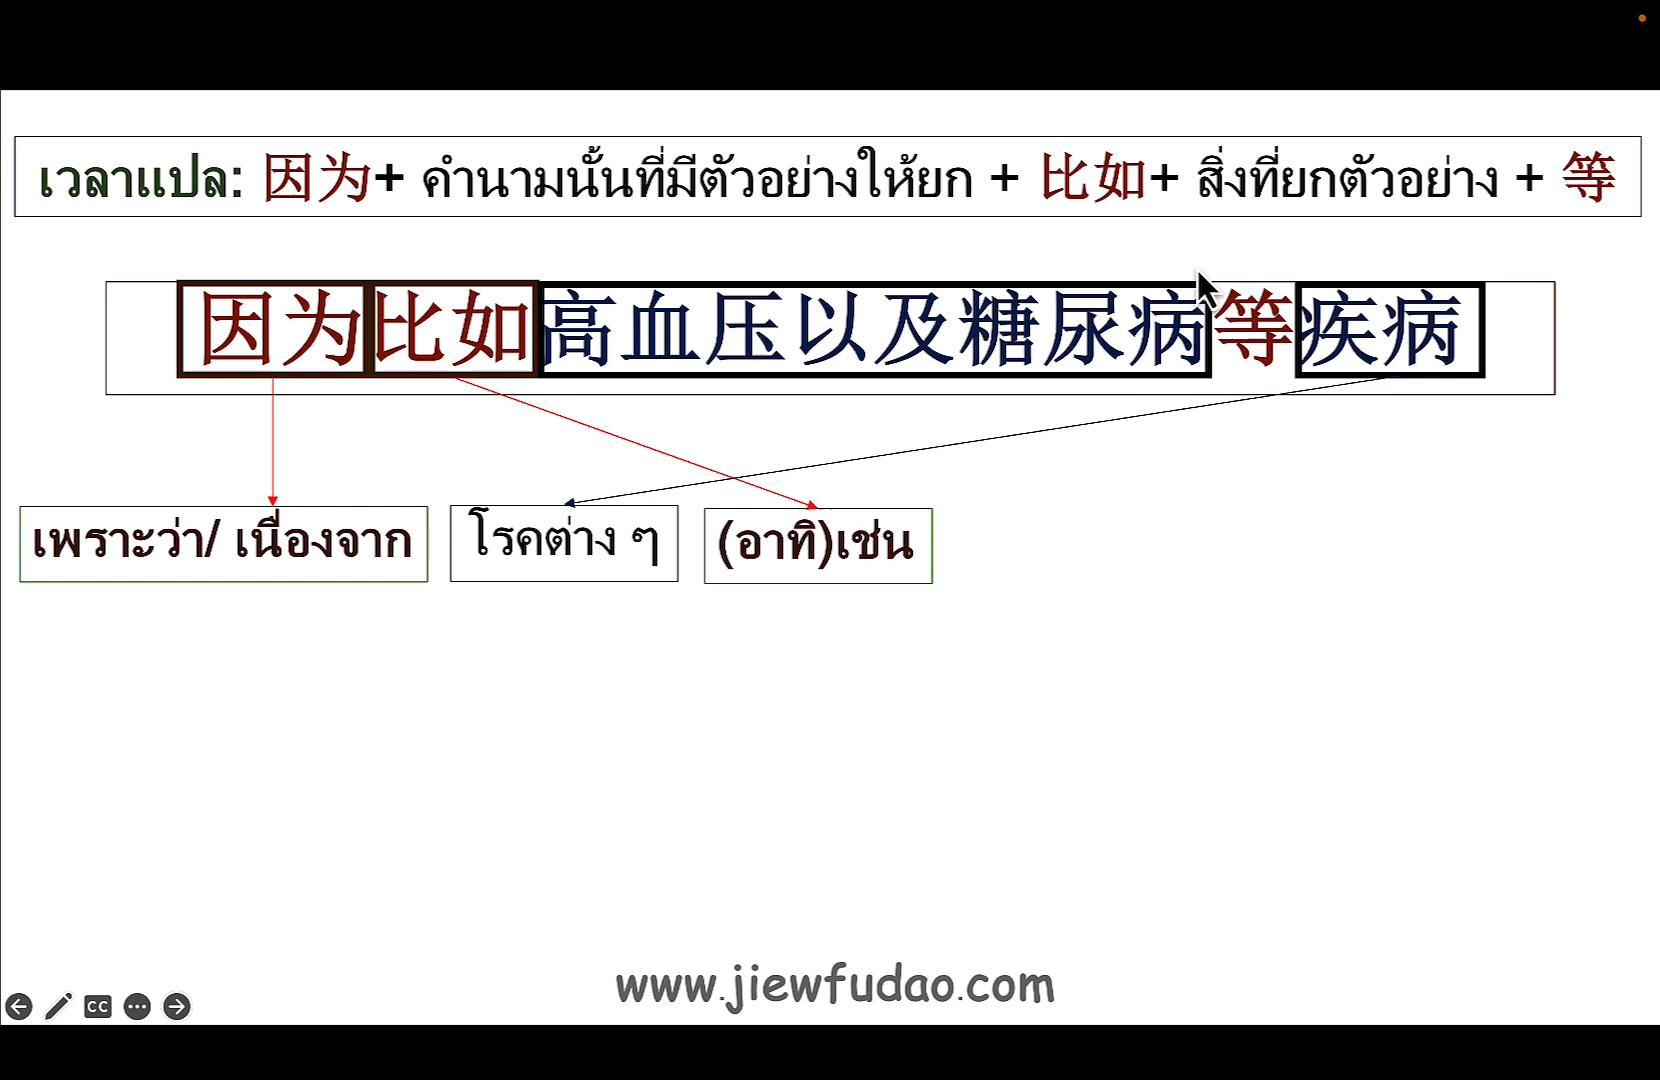 เวลาแปล: 因为+ คำนามนั้นที่มีตัวอย่างให้ยก + 比如+ สิ่งที่ยกตัวอย่าง + 等
因为比如高血压以及糖尿病等疾病
เพราะว่า/ เนื่องจาก
โรคต่าง ๆ
(อาทิ)เช่น
www.jiewfudao.com
CC